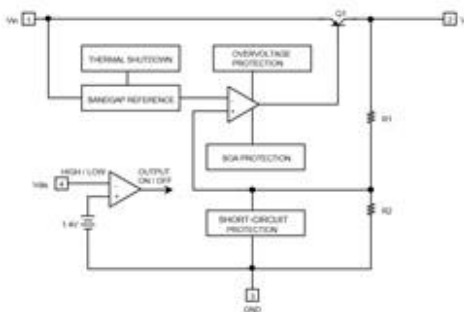 Vin 1
Q1
2 V
THERMAL SHUTDOWN
OVERVOLTAGE
PROTECTION
BANDGAP REFERENCE
-
+
R1
SOA PROTECTION
HIGH / LOW
OUTPUT
ON / OFF
Vdis 4
-
+
1.4V
SHORT-CIRCUIT
PROTECTION
R2
3
GND